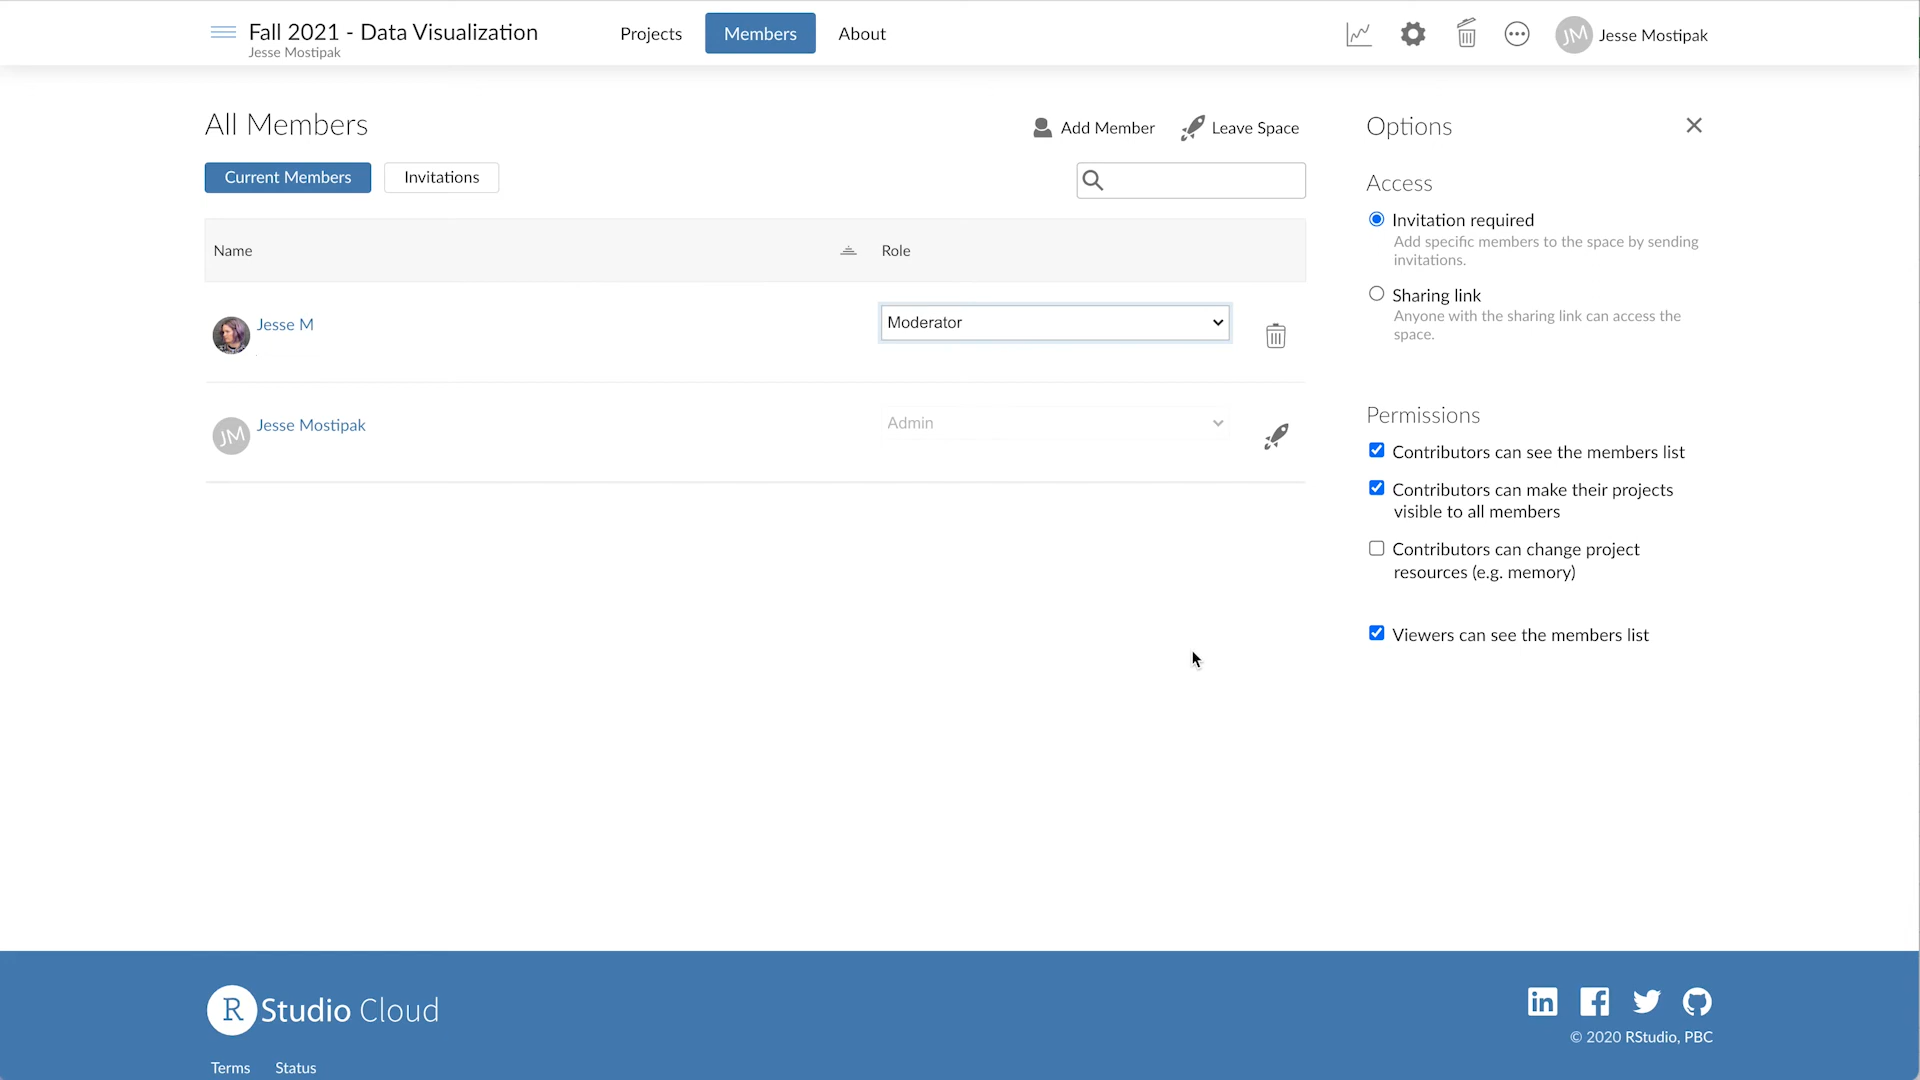 Fall 2021 - Data Visualization
Jesse Mostipak
Projects
Members
About
JM
Jesse Mostipak
All Members
Add Member
Leave Space
Current Members
Invitations
Name
Role
Jesse M
Moderator
JM
Jesse Mostipak
Admin
Options
Access
Invitation required
Add specific members to the space by sending
invitations.
Sharing link
Anyone with the sharing link can access the
space.
Permissions
Contributors can see the members list
Contributors can make their projects
visible to all members
Contributors can change project
resources (e.g. memory)
Viewers can see the members list
R Studio Cloud
© 2020 RStudio, PBC
Terms
Status